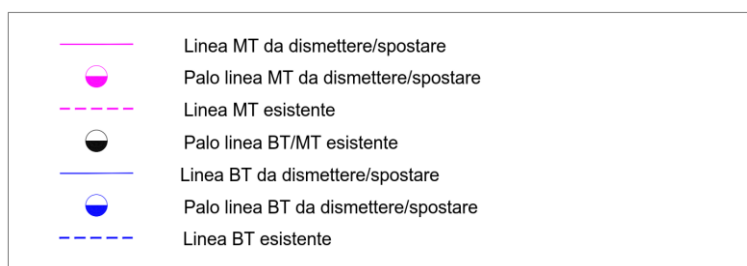 Linea MT da dismettere/spostare
Palo linea MT da dismettere/spostare
Linea MT esistente
Palo linea BT/MT esistente
Linea BT da dismettere/spostare
Palo linea BT da dismettere/spostare
Linea BT esistente